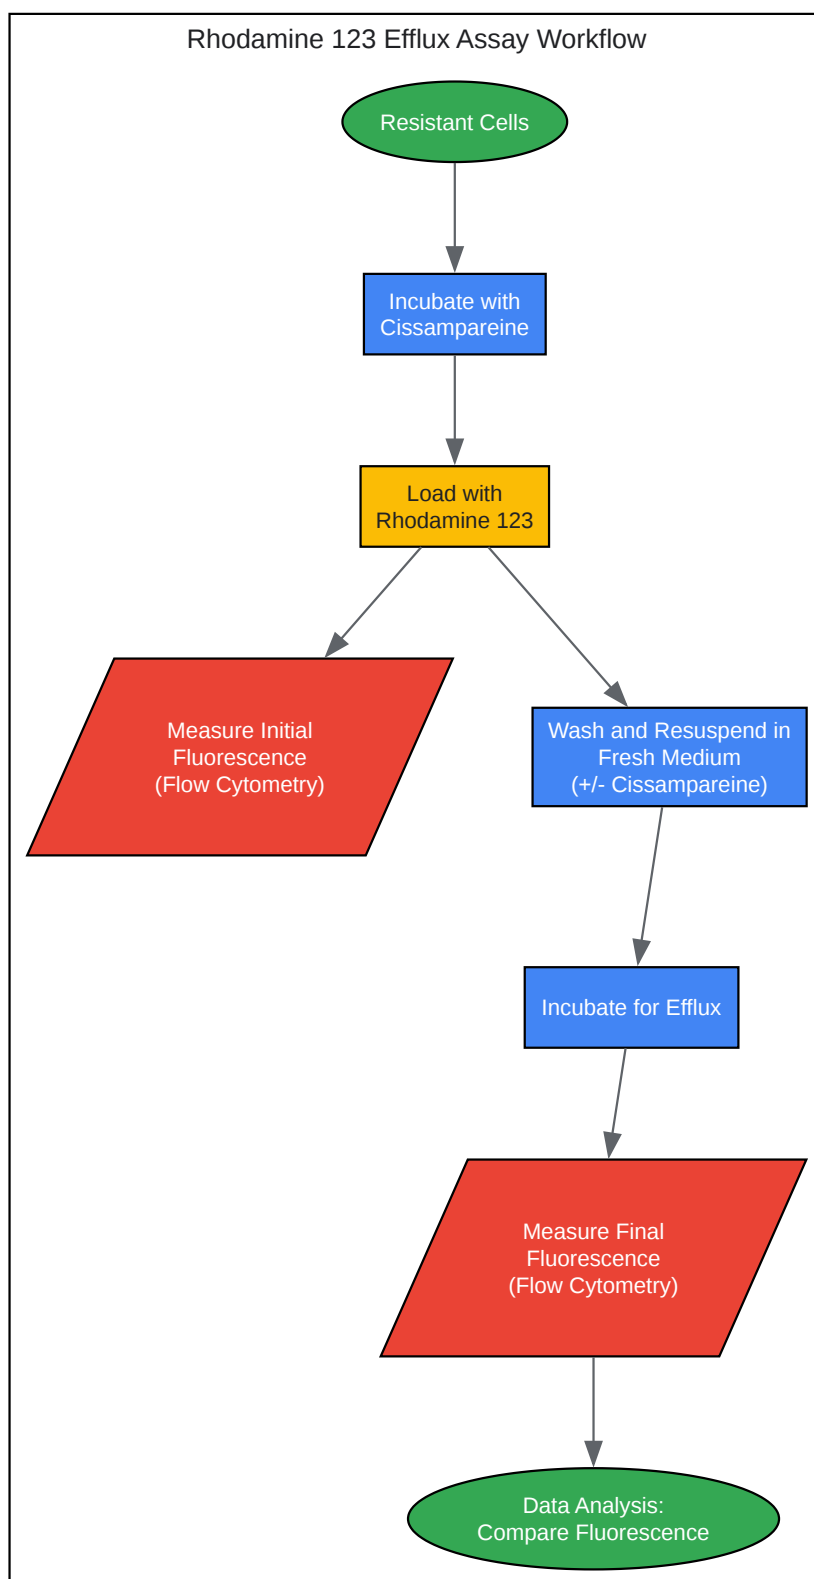 Rhodamine 123 Efflux Assay Workflow
Resistant Cells
Incubate with
Cissampareine
Load with
Rhodamine 123
Measure Initial
Fluorescence
(Flow Cytometry)
Wash and Resuspend in
Fresh Medium
(+/- Cissampareine)
Incubate for Efflux
Measure Final
Fluorescence
(Flow Cytometry)
Data Analysis:
Compare Fluorescence